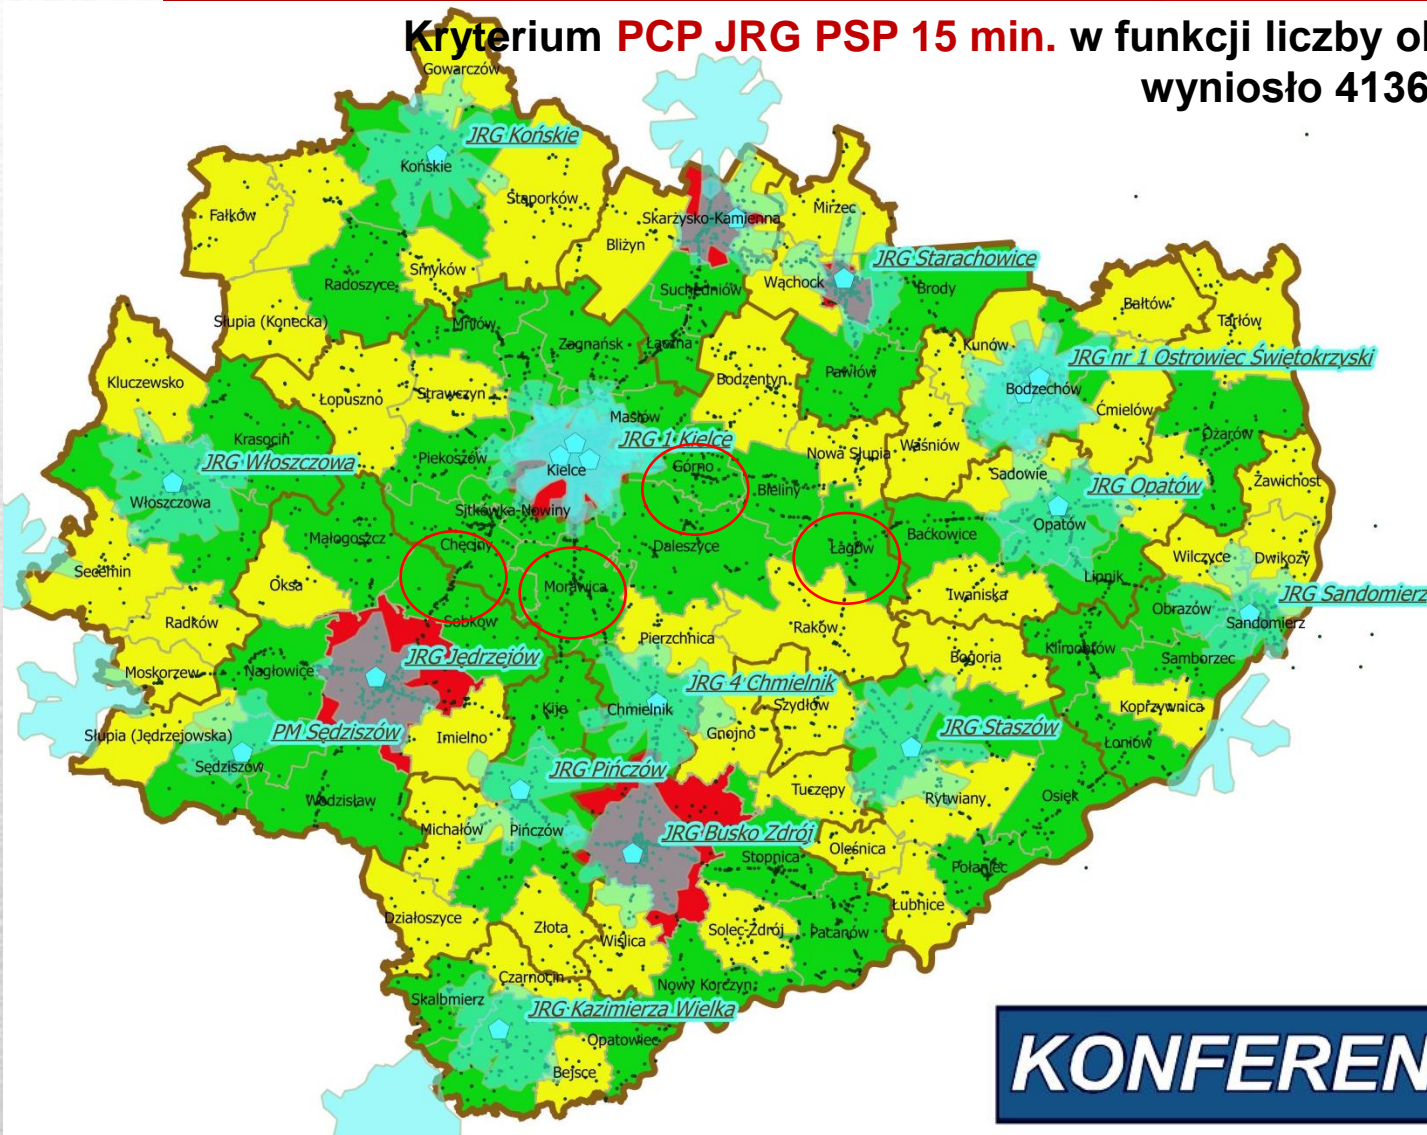 Kryterium PCP JRG PSP 15 min. w funkcji liczby
wyniosło 4136
Gowarczów
JRG Końskie
Końskie
Fałków
Stąporków
Skarżysko-Kamienna
Mirzec
Bliżyn
Smyków
Radoszyce
JRG Starachowice
Wąchock
Suchedniów
Brody
Bałtów
Tarłów
Słupia (Konecka)
Mniów
Zagnańsk
Łączna
Kunów
JRG nr 1 Ostrowiec Świętokrzyski
Kluczewsko
Łopuszno
Strawczyn
Bodzentyn
Pawłów
Bodzechów
Ćmielów
Masłów
Krasocin
JRG 1 Kielce
Ożarów
JRG Włoszczowa
Piekoszów
Kielce
Górno
Nowa Słupia
Waśniów
Sadowie
JRG Opatów
Zawichost
Włoszczowa
Bieliny
Sitkówka-Nowiny
Opatów
Małogoszcz
Chęciny
Daleszyce
Łagów
Baćkowice
Wilczyce
Dwikozy
Secemin
Oksa
Morawica
Iwaniska
Lipnik
JRG Sandomierz
Obrazów
Sandomierz
Radków
Sobków
Pierzchnica
Raków
Klimontów
Samborzec
JRG Jędrzejów
Bogoria
Moskorzew
Nagłowice
JRG 4 Chmielnik
Kije
Chmielnik
Szydłów
Koprzywnica
Słupia (Jędrzejowska)
PM Sędziszów
Imielno
Gnojno
JRG Staszów
Łoniów
Sędziszów
JRG Pińczów
Wodzisław
Tuczępy
Rytwiany
Osiek
Michałów
Pińczów
JRG Busko Zdrój
Stopnica
Oleśnica
Połaniec
Działoszyce
Złota
Wiślica
Solec-Zdrój
Pacanów
Łubnice
Czarnocin
Skalbmierz
Nowy Korczyn
JRG Kazimierza Wielka
Opatowiec
Bejsce
KONFEREN